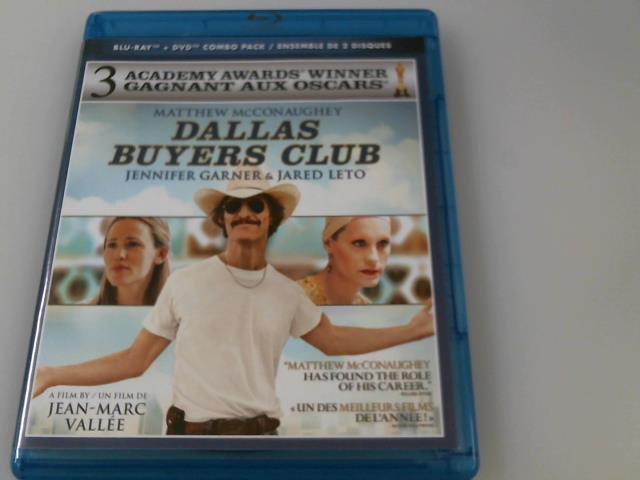 BLU-RAY™ + DVD™ COMBO PACK / ENSEMBLE DE 2 DISQUES
3 ACADEMY AWARDS® WINNER
GAGNANT AUX OSCARS
MATTHEW McCONAUGHEY
DALLAS
BUYERS CLUB
JENNIFER GARNER & JARED LETO
"MATTHEW McCONAUGHEY
HAS FOUND THE ROLE
OF HIS CAREER."
« UN DES MEILLEURS FILMS
DE L'ANNÉE! »
A FILM BY / UN FILM DE
JEAN-MARC
VALLÉE